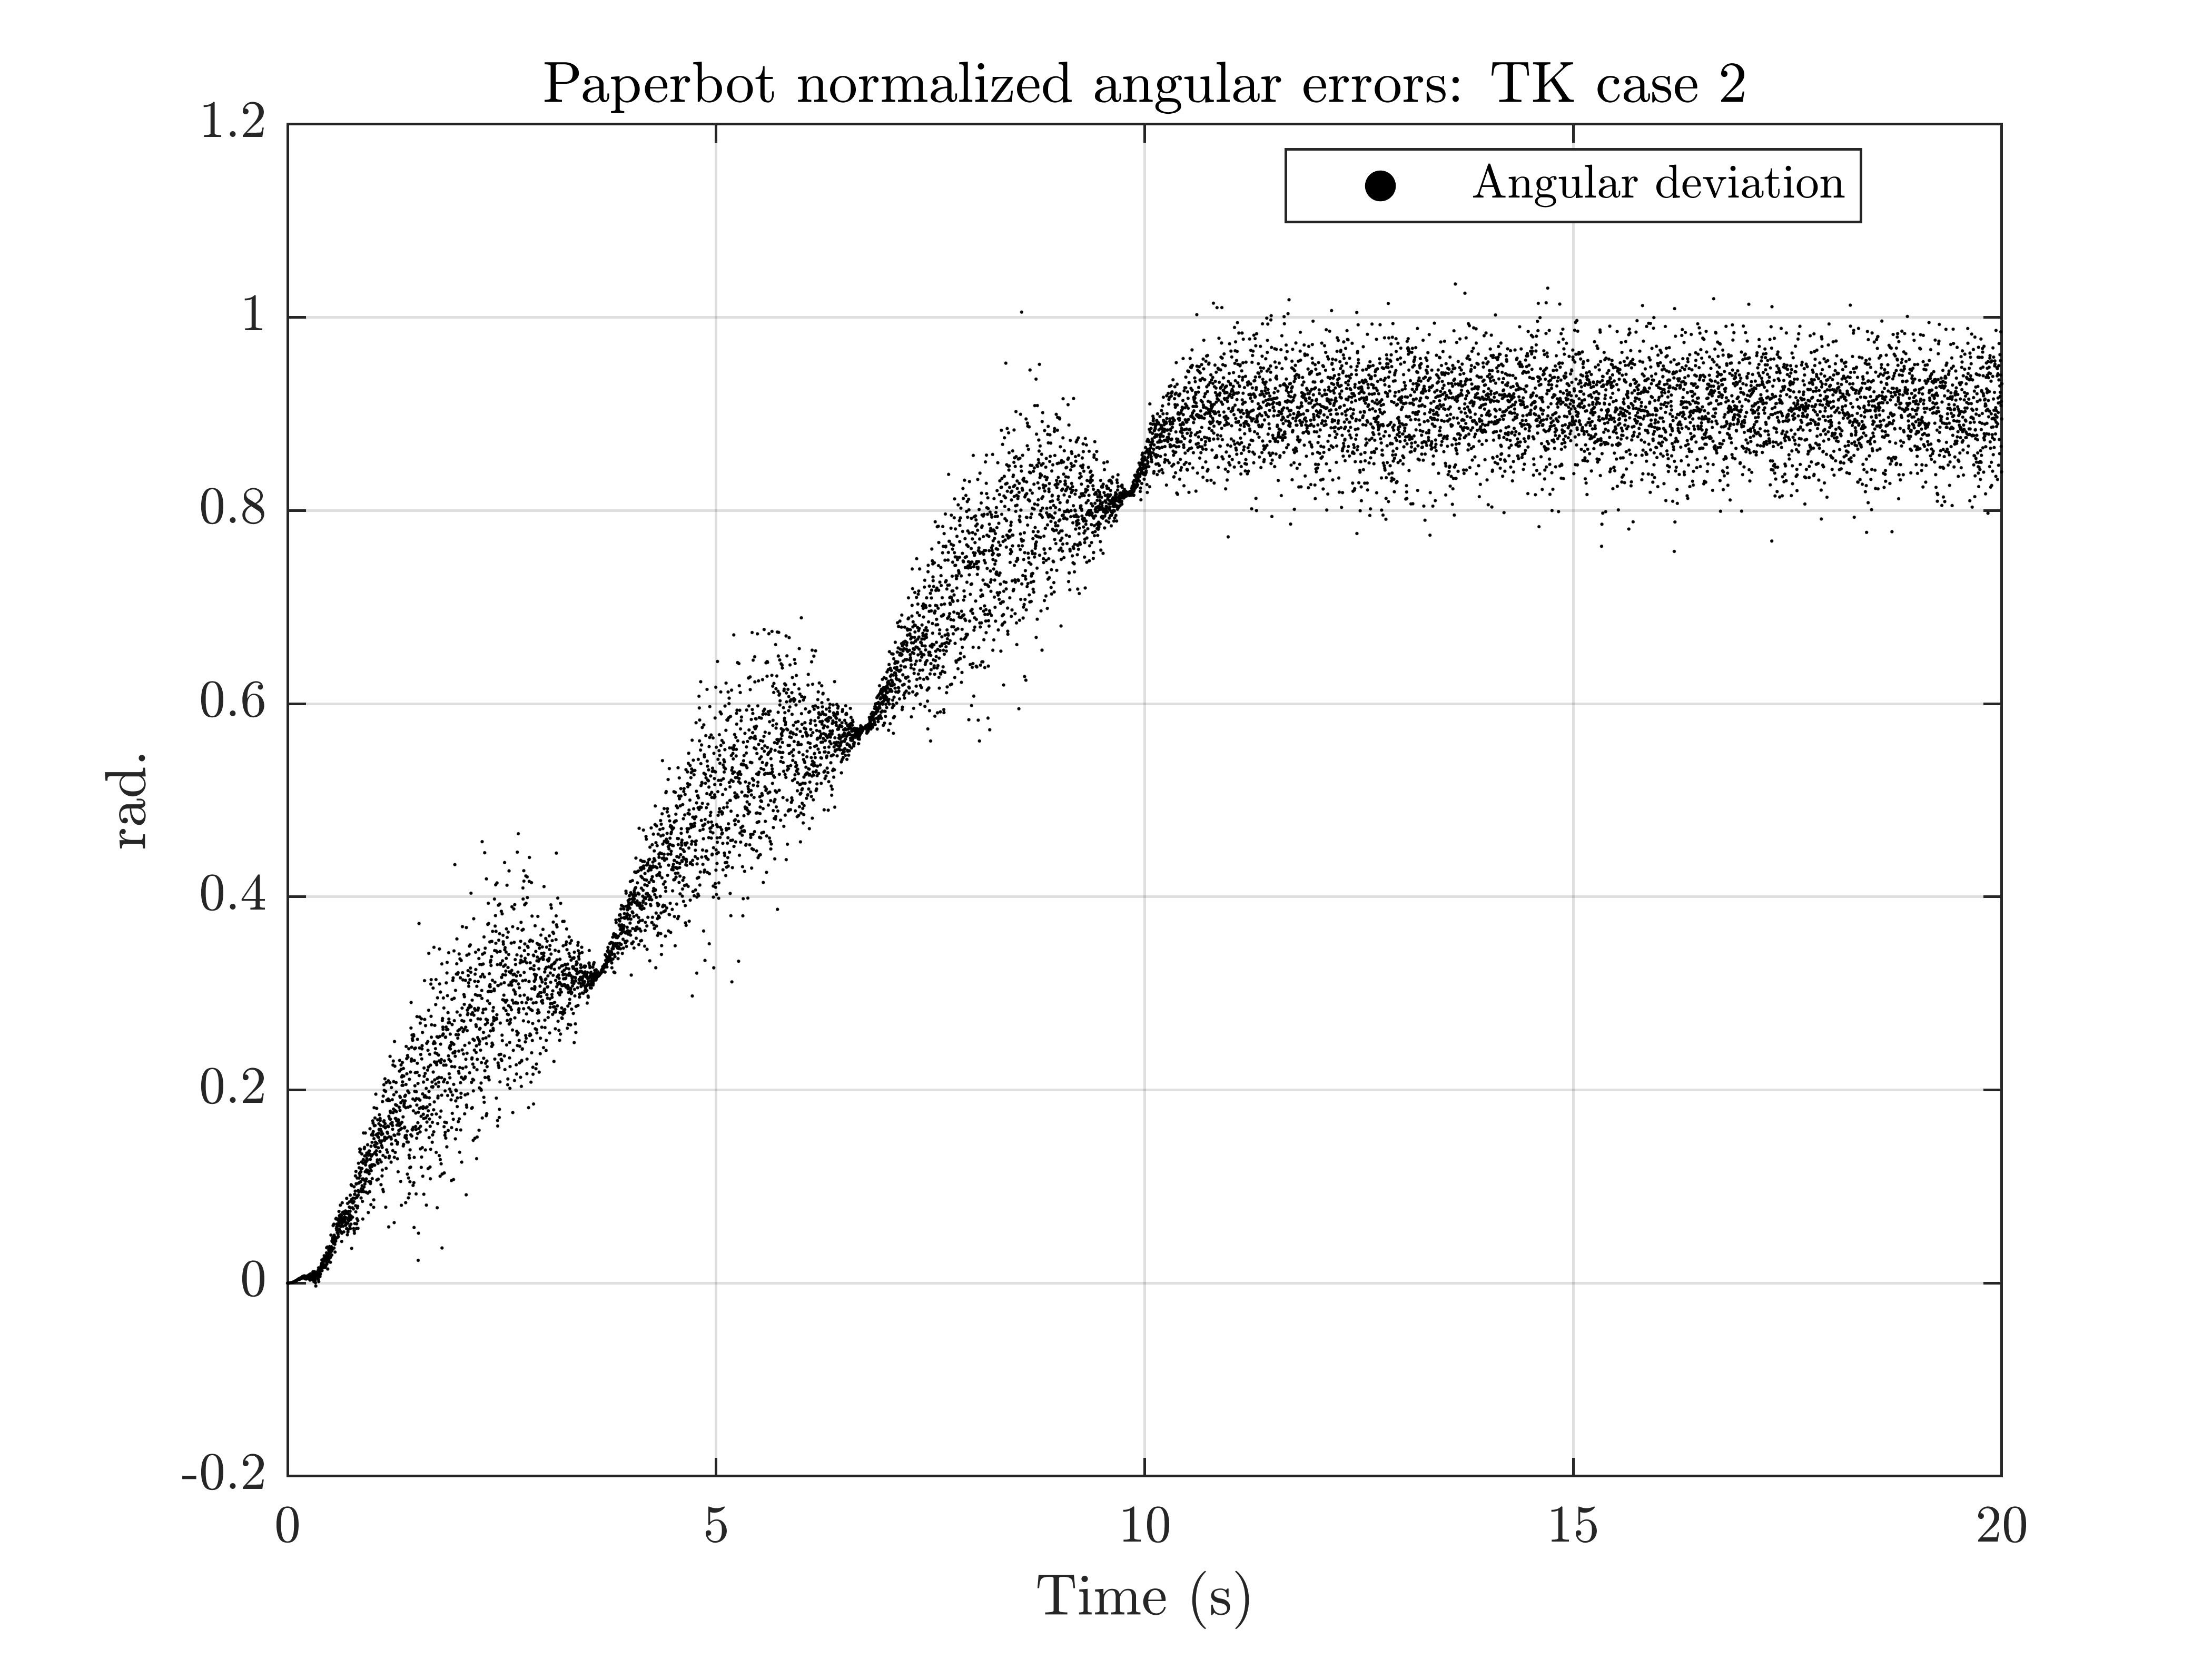 Paperbot normalized angular errors: TK case 2
1.2
Angular deviation
1
0.8
0.6
rad.
0.4
0.2
0
-0.2
0 5 10 15 20
Time (s)